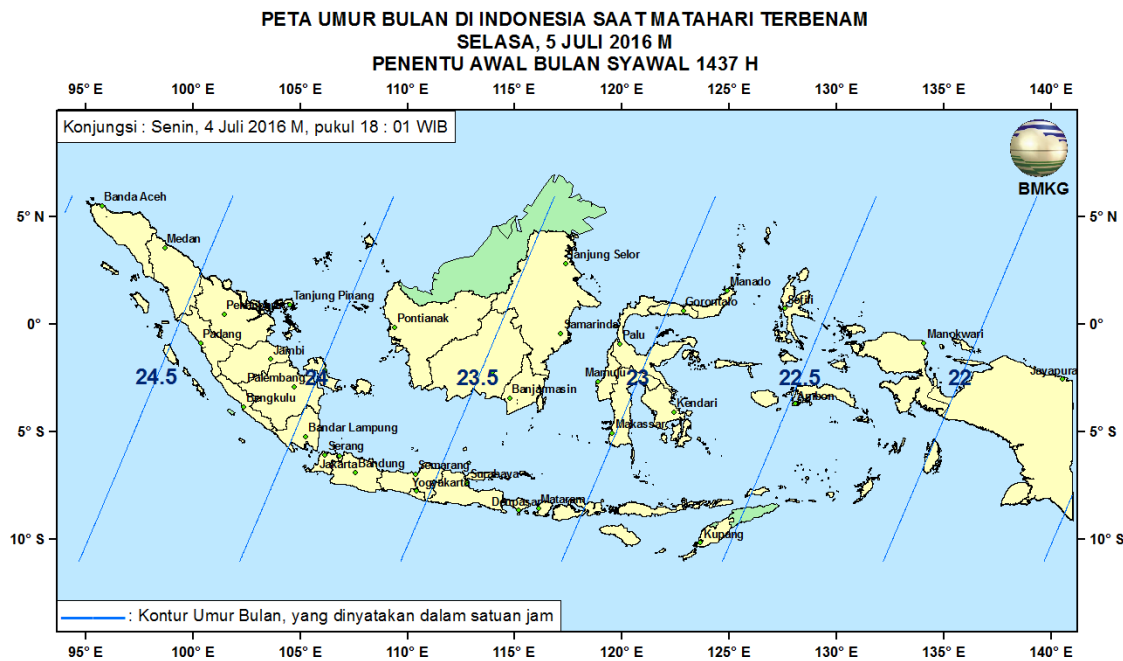 PETA UMUR BULAN DI INDONESIA SAAT MATAHARI TERBENAM
SELASA, 5 JULI 2016 M
PENENTU AWAL BULAN SYAWAL 1437 H
95° E 100° E 105° E 110° E 115° E 120° E 125° E 130° E 135° E 140° E
Konjungsi : Senin, 4 Juli 2016 M, pukul 18 : 01 WIB
BMKG
Banda Aceh
5° N 5° N
Medan
Tanjung Selor
Manado
Tanjung Pinang
Sofifi
Gorontalo
Pontianak
0° 0°
Samarinda
Palu
Manokwari
Padang
Jambi
Jayapura
24.5 24 23.5 23 22.5 22
Palembang
Mamuju
Bengkulu
Banjarmasin
Ambon
Kendari
5° S 5° S
Bandar Lampung
Makassar
Serang
Jakarta
Bandung
Semarang
Surabaya
Yogyakarta
Denpasar
Mataram
10° S 10° S
Kupang
: Kontur Umur Bulan, yang dinyatakan dalam satuan jam
95° E 100° E 105° E 110° E 115° E 120° E 125° E 130° E 135° E 140° E